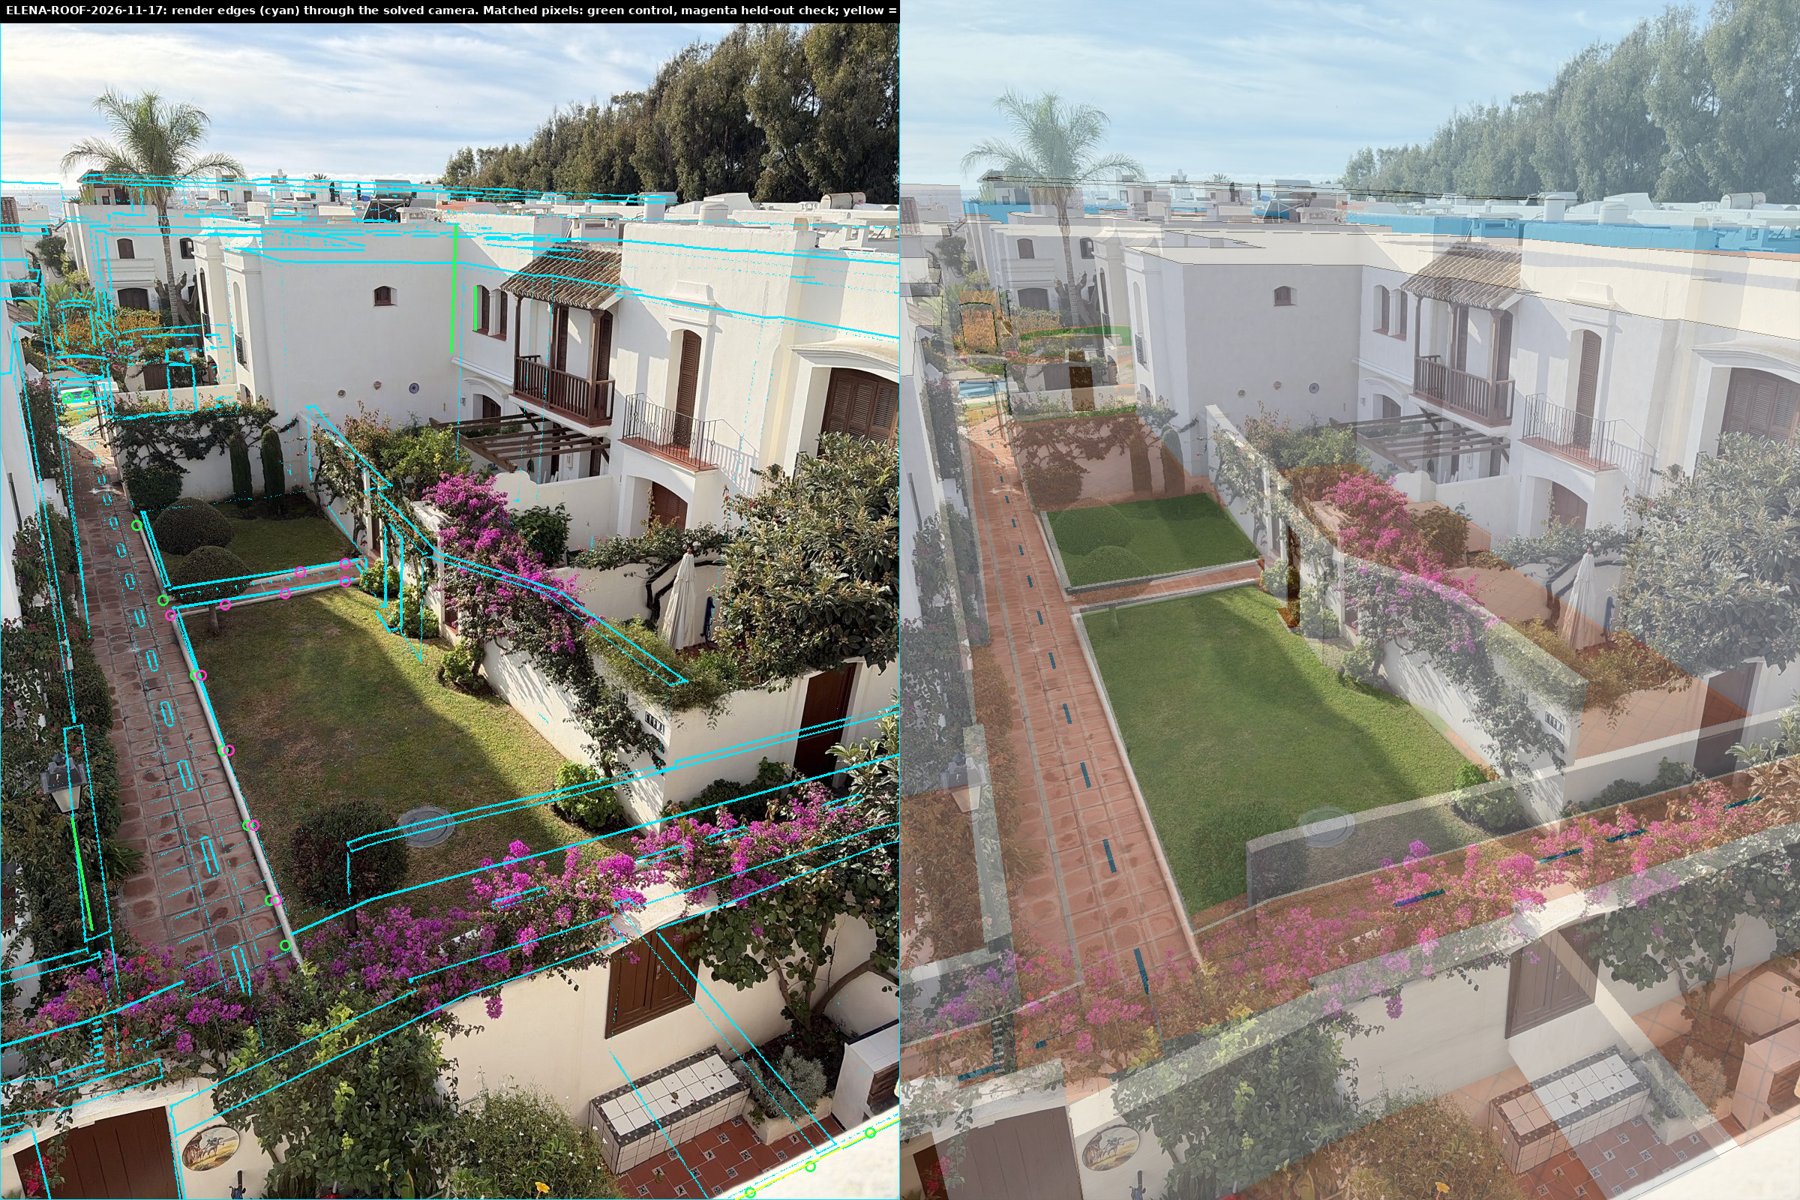 ELENA-ROOF-2026-11-17: render edges (cyan) through the solved camera. Matched pixels: green control, magenta held-out check; yellow =